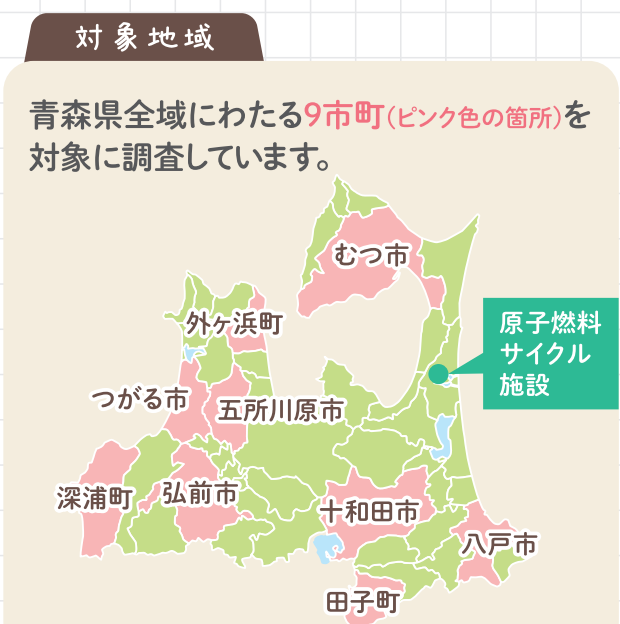 対象地域
青森県全域にわたる9市町(ピンク色の箇所)を
対象に調査しています。
むつ市
外ヶ浜町
原子燃料
サイクル
施設
つがる市
五所川原市
深浦町
弘前市
十和田市
八戸市
田子町